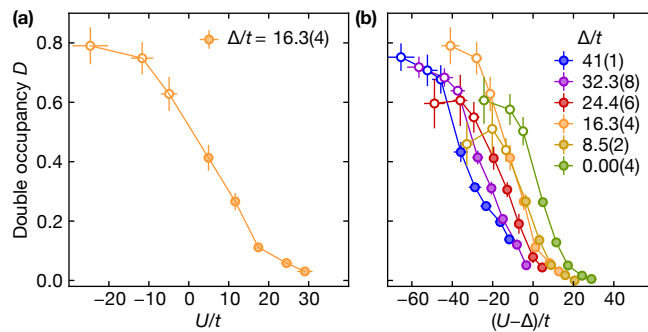 (a)
Δ/t = 16.3(4)
Double occupancy D
0.8
0.6
0.4
0.2
0.0
−20 −10 0 10 20 30
U/t
(b)
Δ/t
41(1)
32.3(8)
24.4(6)
16.3(4)
8.5(2)
0.00(4)
−60 −40 −20 0 20 40
(U−Δ)/t